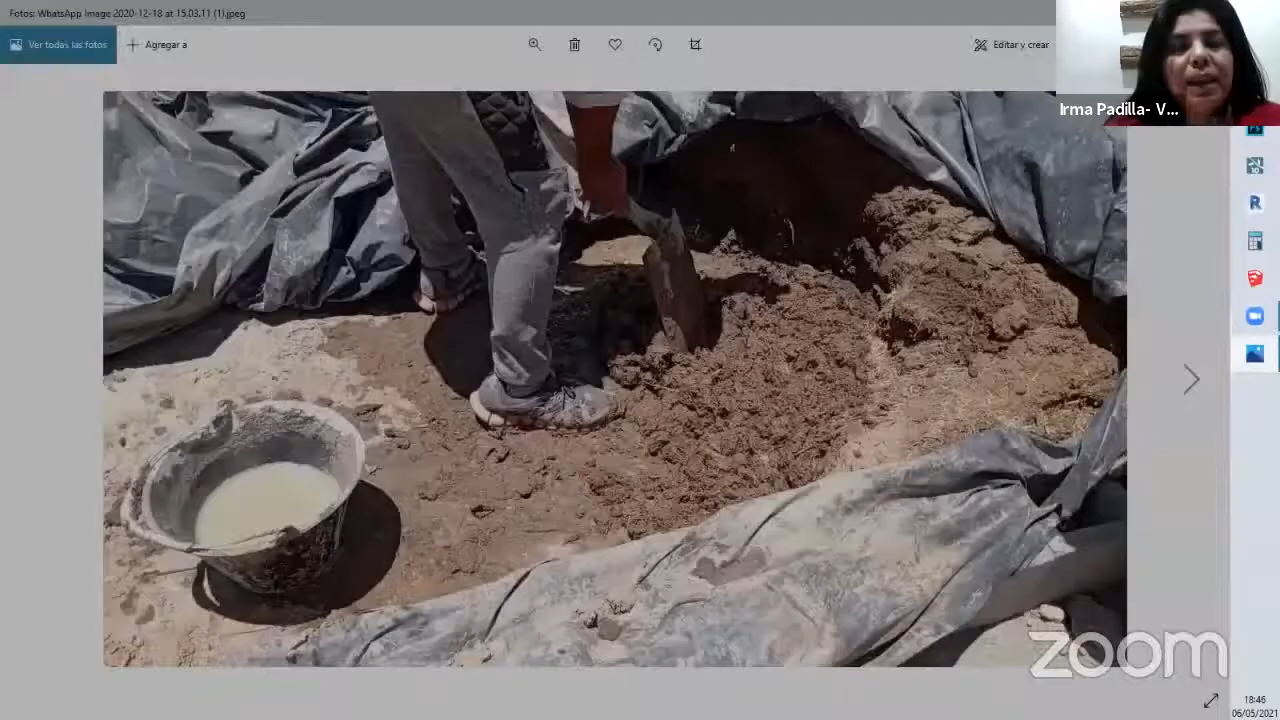 Fotos: WhatsApp Image 2020-12-18 at 15.03.11 (1).jpeg
Ver todas las fotos
Agregar a
Editar y crear
Irma Padilla- V...
R
zoom
18:46
06/05/2021